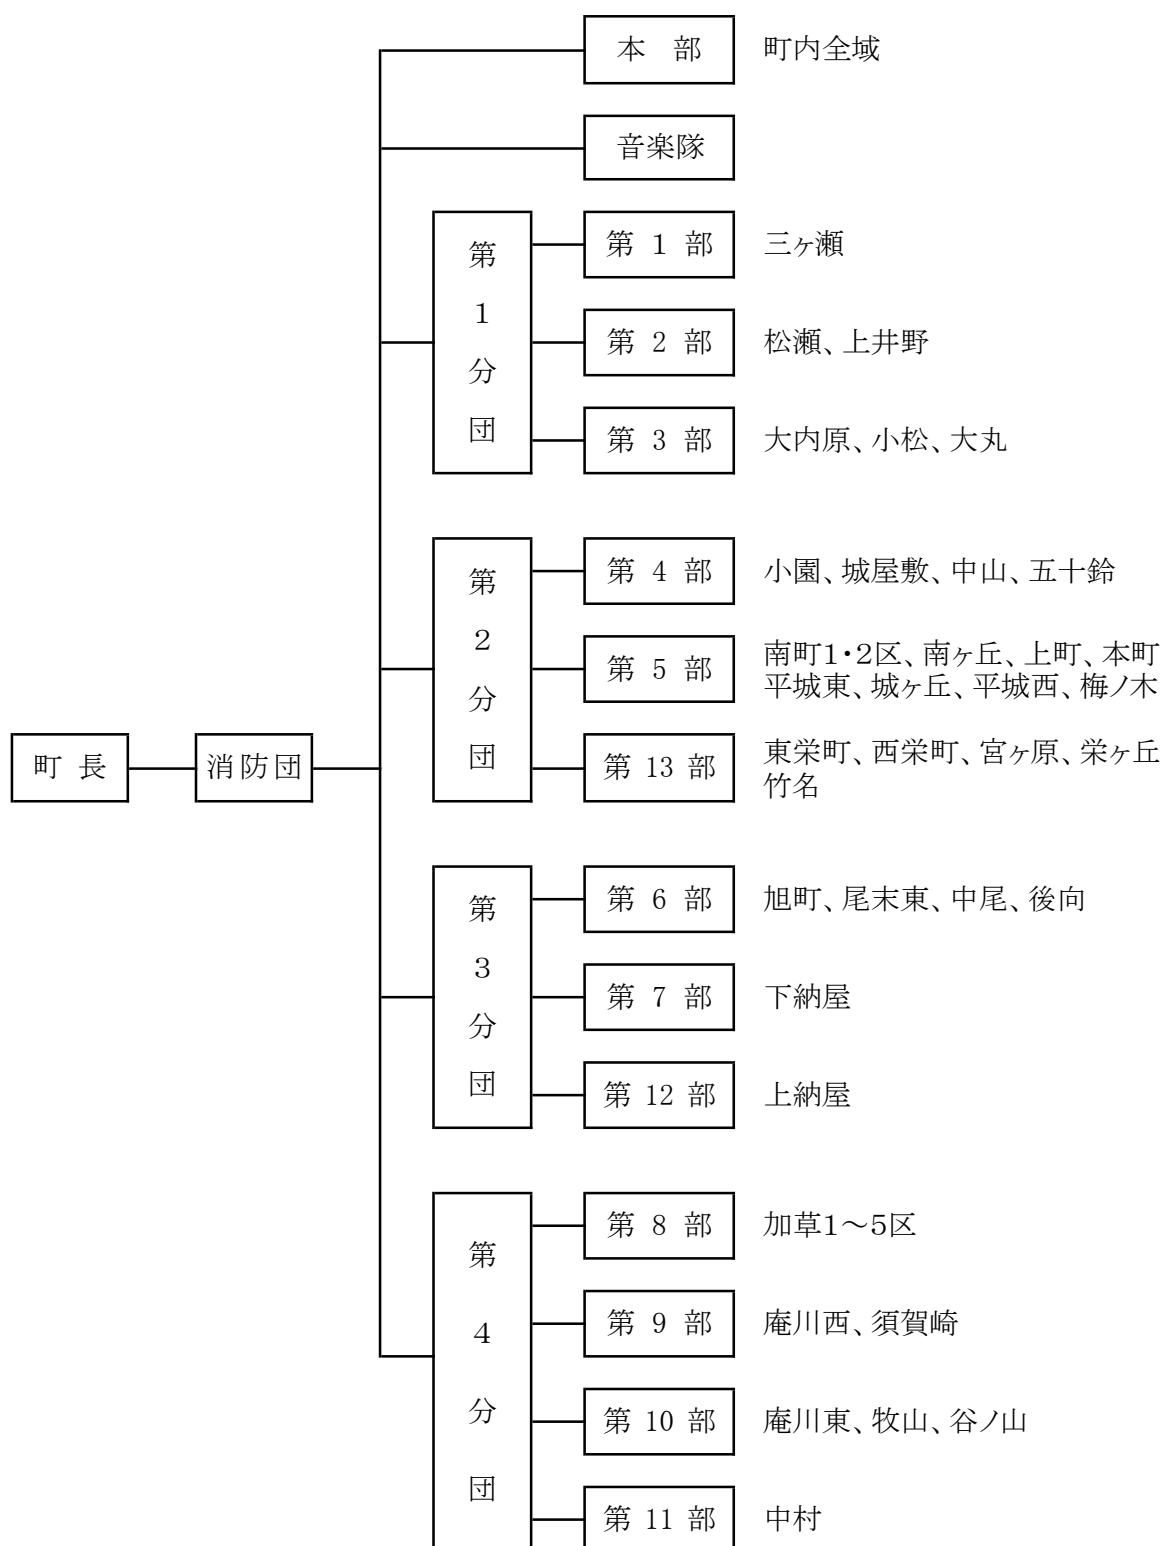 本 部 町内全域
音楽隊
第1分団
第 1 部 三ヶ瀬
第 2 部 松瀬、上井野
第 3 部 大内原、小松、大丸
第2分団
第 4 部 小園、城屋敷、中山、五十鈴
第 5 部 南町1・2区、南ヶ丘、上町、本町
平城東、城ヶ丘、平城西、梅ノ木
第 13 部 東栄町、西栄町、宮ヶ原、栄ヶ丘
竹名
町 長 消防団
第3分団
第 6 部 旭町、尾末東、中尾、後向
第 7 部 下納屋
第 12 部 上納屋
第4分団
第 8 部 加草1～5区
第 9 部 庵川西、須賀崎
第 10 部 庵川東、牧山、谷ノ山
第 11 部 中村